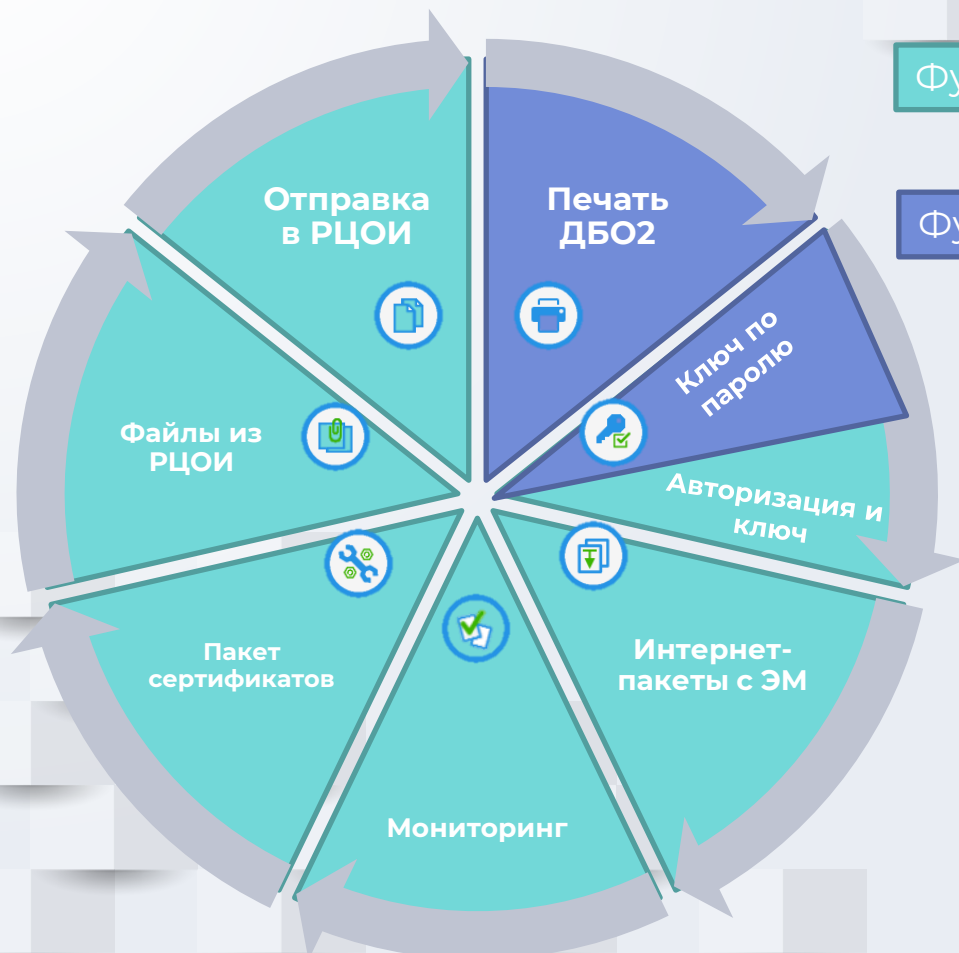 Отправка
в РЦОИ
Печать
ДБО2
Ключ по
паролю
Авторизация и
ключ
Интернет-
пакеты с ЭМ
Мониторинг
Пакет
сертификатов
Файлы из
РЦОИ